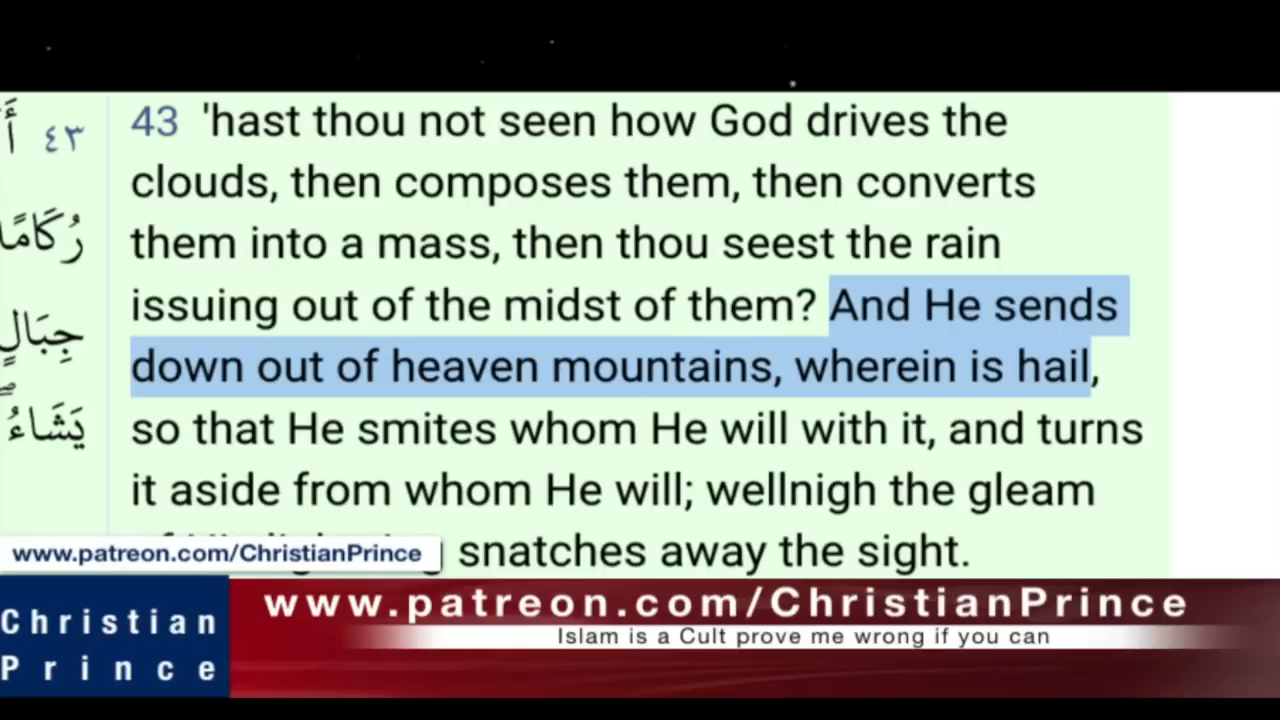 43 'hast thou not seen how God drives the
clouds, then composes them, then converts
them into a mass, then thou seest the rain
issuing out of the midst of them? And He sends
down out of heaven mountains, wherein is hail,
so that He smites whom He will with it, and turns
it aside from whom He will; wellnigh the gleam
snatches away the sight.
٤٣
رُكَامًا
جِبَالٍ
يَشَاءُ
www.patreon.com/ChristianPrince
Christian
Prince
www.patreon.com/ChristianPrince
Islam is a Cult prove me wrong if you can